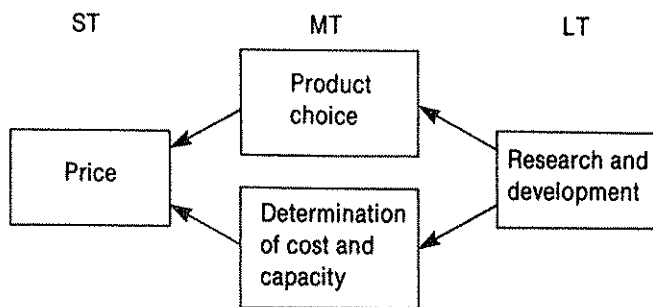 ST
MT
LT
Product
choice
Price
Research and
development
Determination
of cost and
capacity